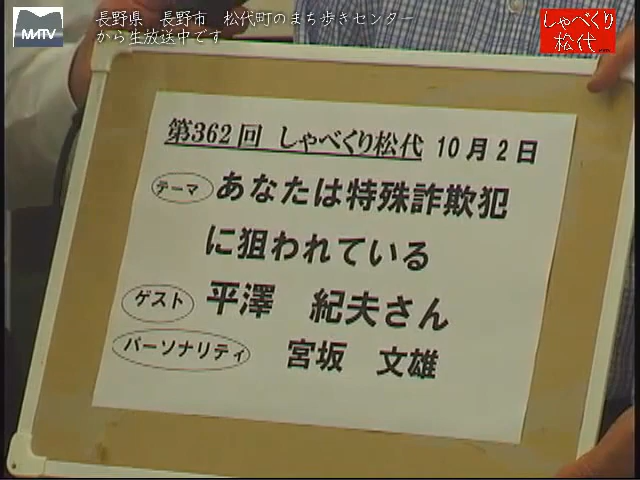 MATV
長野県　長野市　松代町のまち歩きセンター
から生放送中です
しゃべくり
松代
第362回 しゃべくり松代 10月2日
テーマ あなたは特殊詐欺犯
に狙われている
ゲスト 平澤　紀夫さん
パーソナリティ 宮坂　文雄